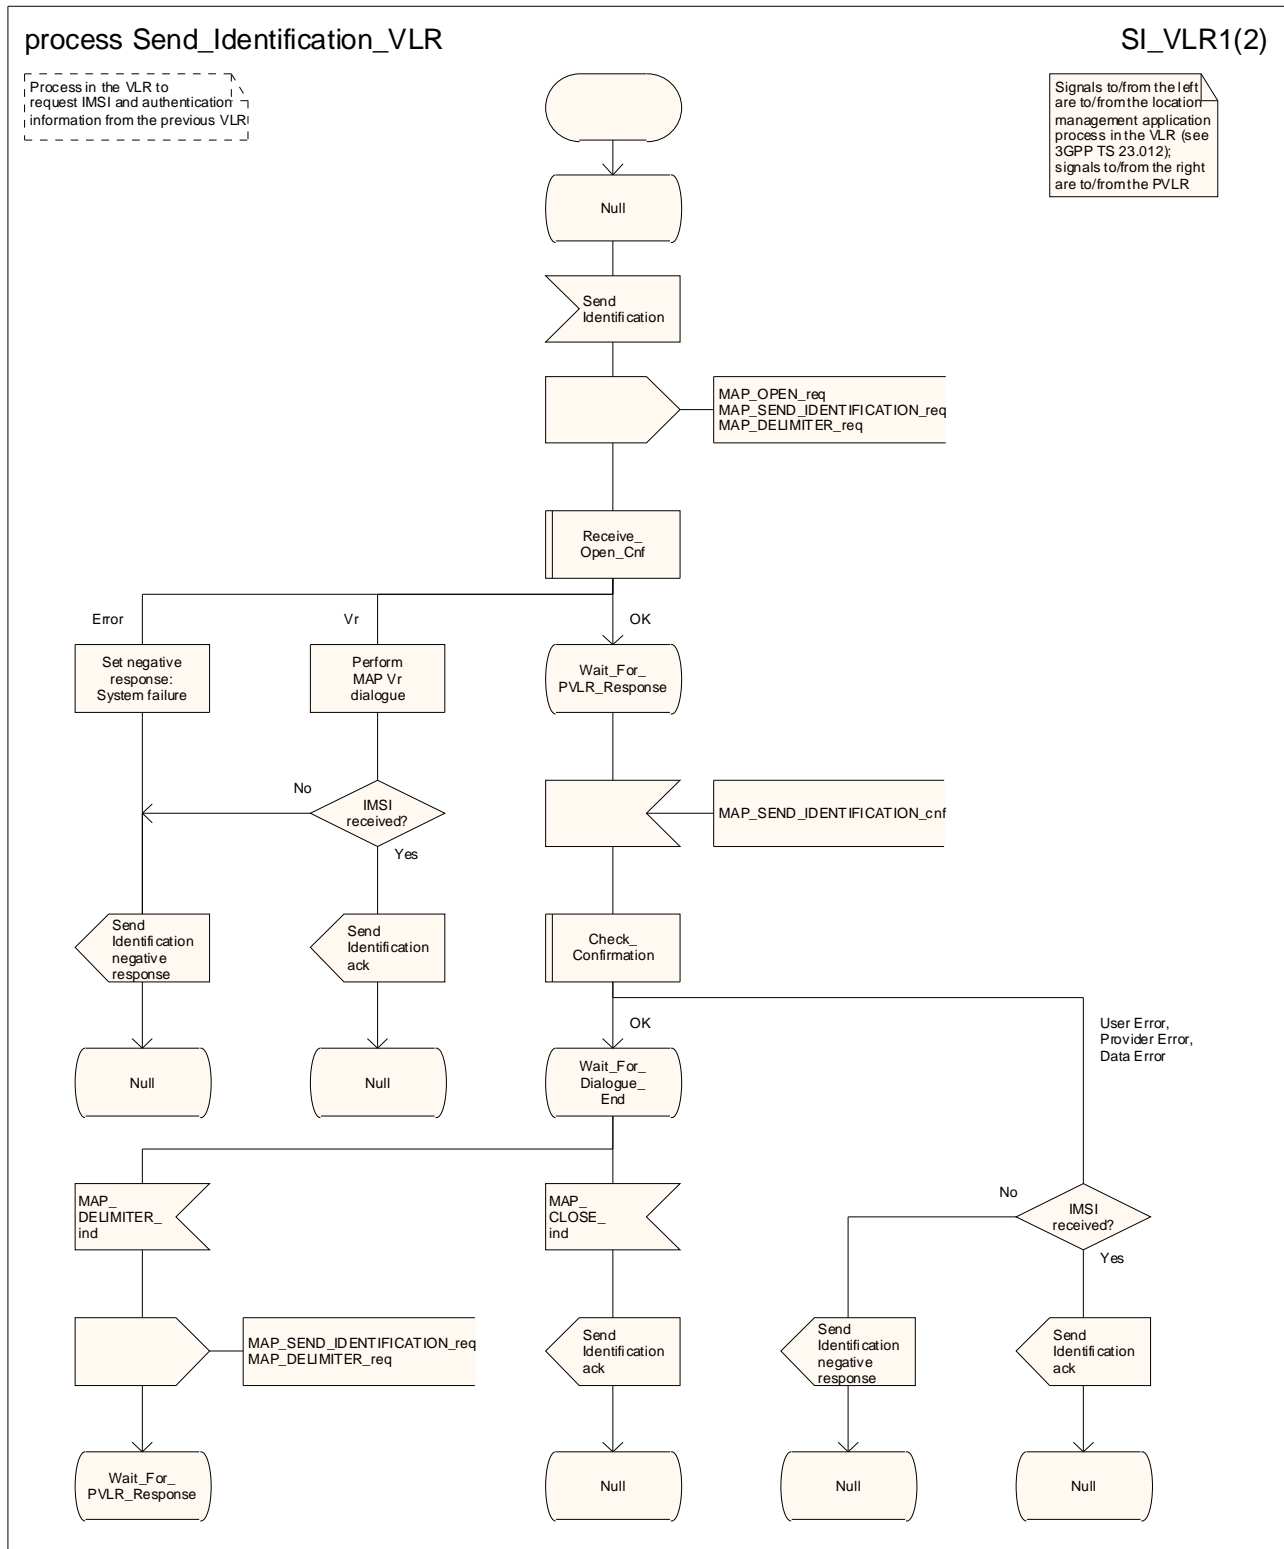 process Send_Identification_VLR
SI_VLR1(2)
Process in the VLR to
request IMSI and authentication
information from the previous VLR
Signals to/from the left
are to/from the location
management application
process in the VLR (see
3GPP TS 23.012);
signals to/from the right
are to/from the PVLR
Null
Send
Identification
MAP_OPEN_req
MAP_SEND_IDENTIFICATION_req
MAP_DELIMITER_req
Receive_
Open_Cnf
Error
Vr
OK
Set negative
response:
System failure
Perform
MAP Vr
dialogue
Wait_For_
PVLR_Response
No
IMSI
received?
Yes
MAP_SEND_IDENTIFICATION_cnf
Send
Identification
negative
response
Send
Identification
ack
Check_
Confirmation
OK
User Error,
Provider Error,
Data Error
Null
Null
Wait_For_
Dialogue_
End
MAP_
DELIMITER_
ind
MAP_
CLOSE_
ind
No
IMSI
received?
Yes
MAP_SEND_IDENTIFICATION_req
MAP_DELIMITER_req
Send
Identification
ack
Send
Identification
negative
response
Send
Identification
ack
Wait_For_
PVLR_Response
Null
Null
Null